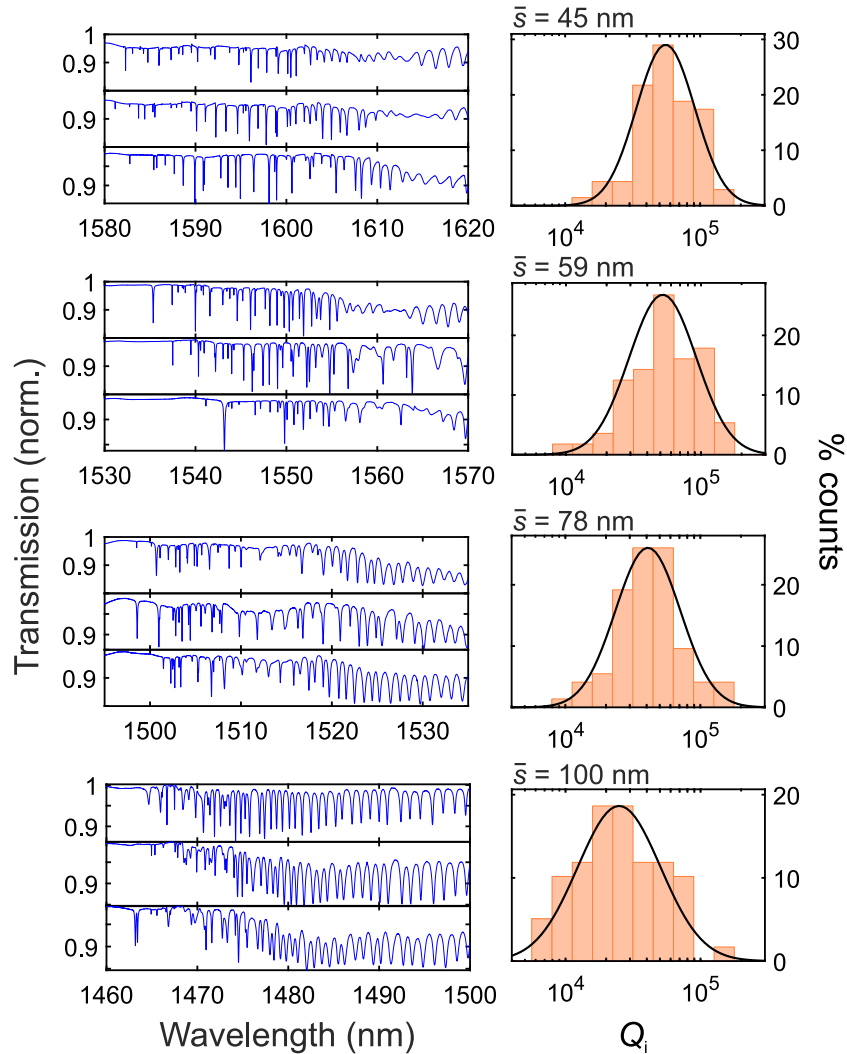 s̄ = 45 nm
1
0.9
0.9
0.9
1580 1590 1600 1610 1620
30
20
10
0
10⁴ 10⁵
s̄ = 59 nm
1
0.9
0.9
0.9
1530 1540 1550 1560 1570
20
10
0
10⁴ 10⁵
Transmission (norm.)
% counts
s̄ = 78 nm
1
0.9
0.9
0.9
1500 1510 1520 1530
20
10
0
10⁴ 10⁵
s̄ = 100 nm
1
0.9
0.9
0.9
1460 1470 1480 1490 1500
20
10
0
10⁴ 10⁵
Wavelength (nm)
Qᵢ